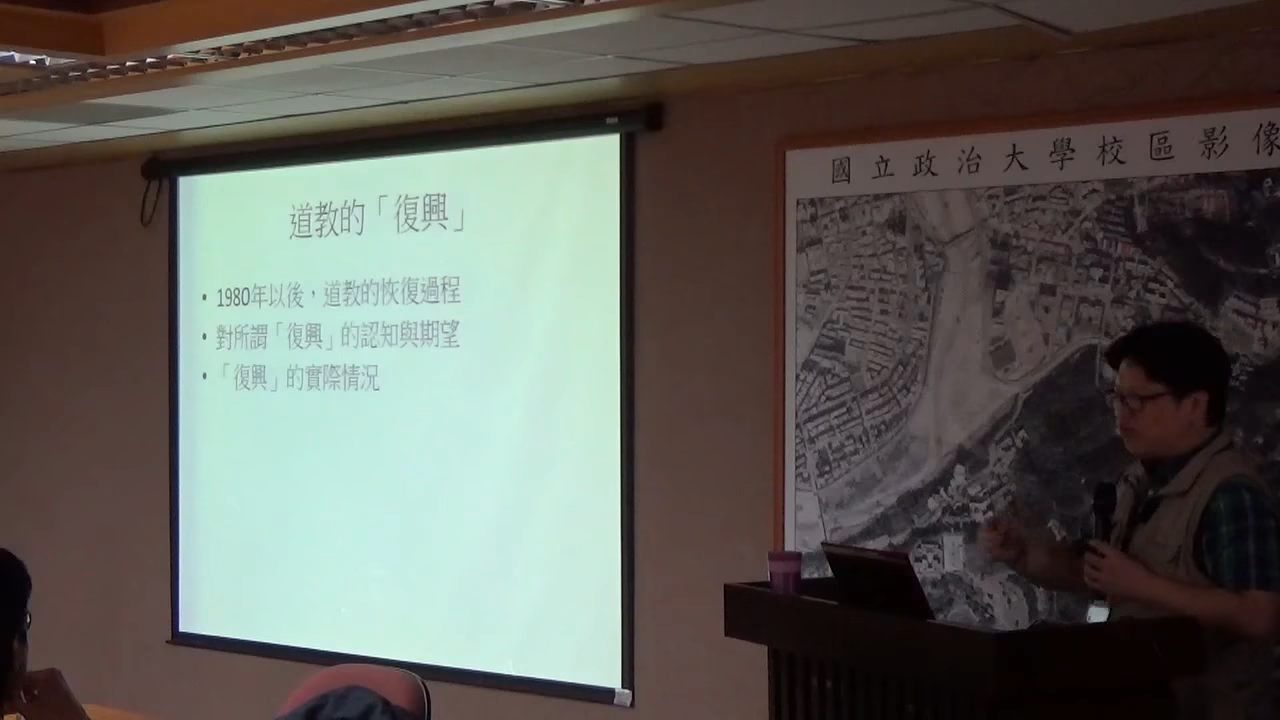 道教的「復興」
• 1980年以後，道教的恢復過程
• 對所謂「復興」的認知與期望
• 「復興」的實際情況
國立政治大學校區影像